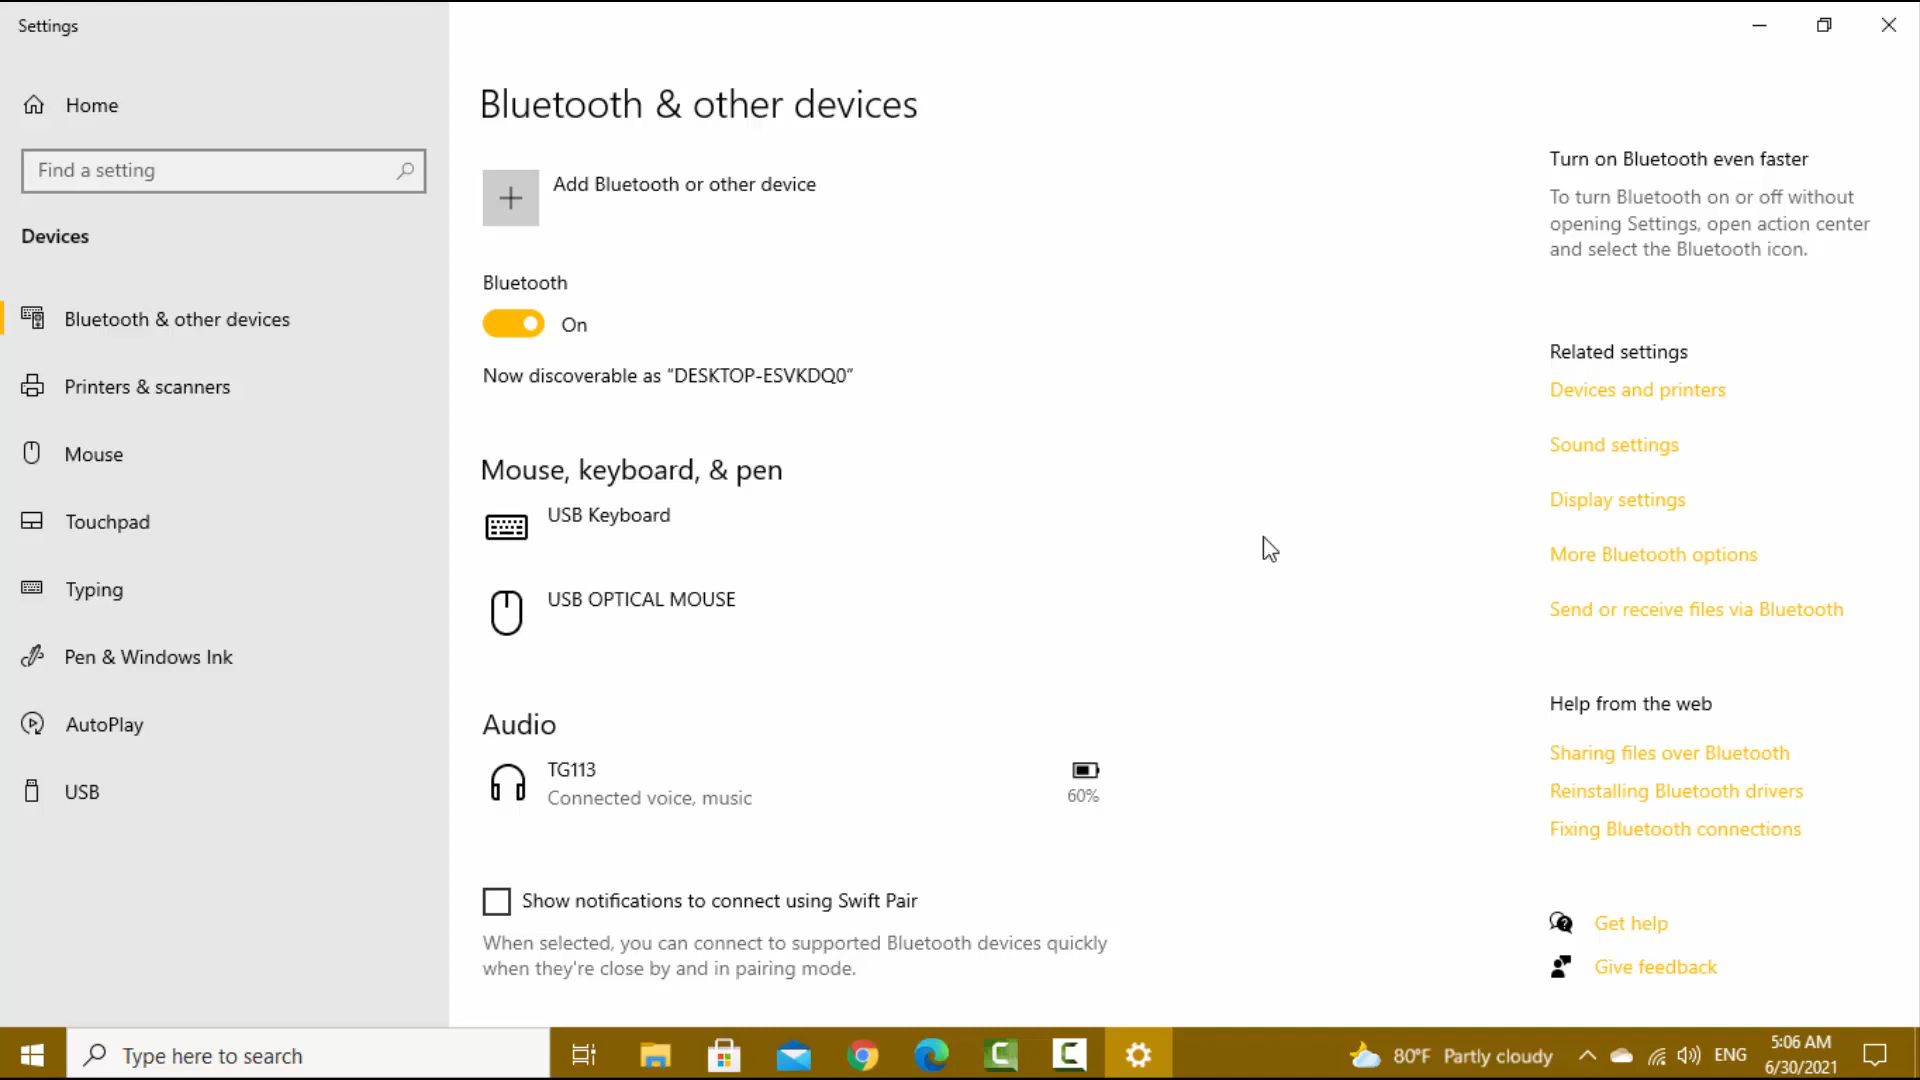 Settings
Home
Find a setting
Devices
Bluetooth & other devices
Printers & scanners
Mouse
Touchpad
Typing
Pen & Windows Ink
AutoPlay
USB
Bluetooth & other devices
Add Bluetooth or other device
Bluetooth
On
Now discoverable as “DESKTOP-ESVKDQ0”
Mouse, keyboard, & pen
USB Keyboard
USB OPTICAL MOUSE
Audio
TG113
Connected voice, music
60%
Show notifications to connect using Swift Pair
When selected, you can connect to supported Bluetooth devices quickly
when they're close by and in pairing mode.
Turn on Bluetooth even faster
To turn Bluetooth on or off without
opening Settings, open action center
and select the Bluetooth icon.
Related settings
Devices and printers
Sound settings
Display settings
More Bluetooth options
Send or receive files via Bluetooth
Help from the web
Sharing files over Bluetooth
Reinstalling Bluetooth drivers
Fixing Bluetooth connections
Get help
Give feedback
Type here to search
80°F Partly cloudy
ENG
5:06 AM
6/30/2021